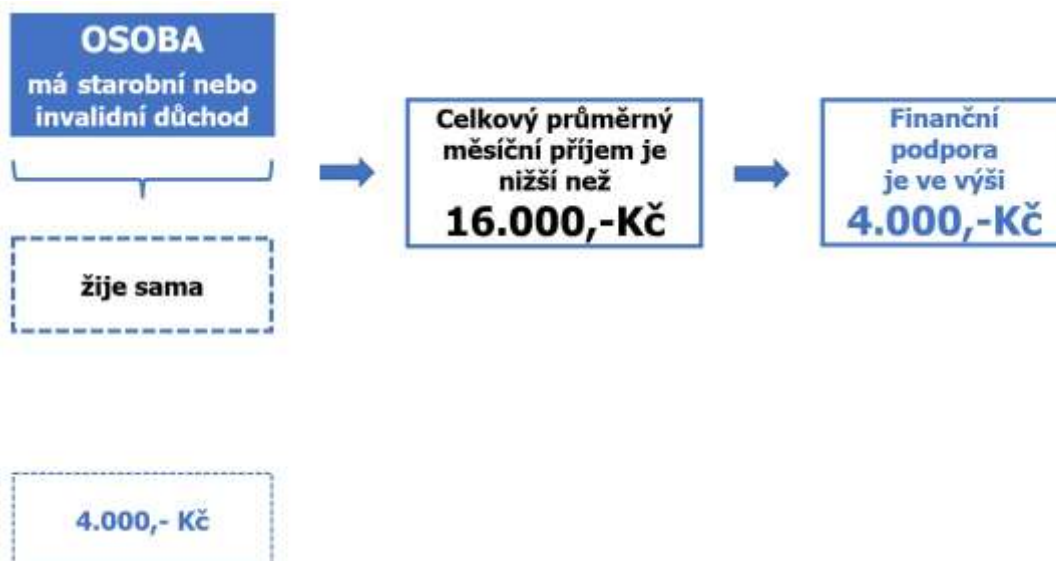 OSOBA
má starobní nebo
invalidní důchod
Celkový průměrný
měsíční příjem je
nižší než
16.000,-Kč
Finanční
podpora
je ve výši
4.000,-Kč
žije sama
4.000,- Kč